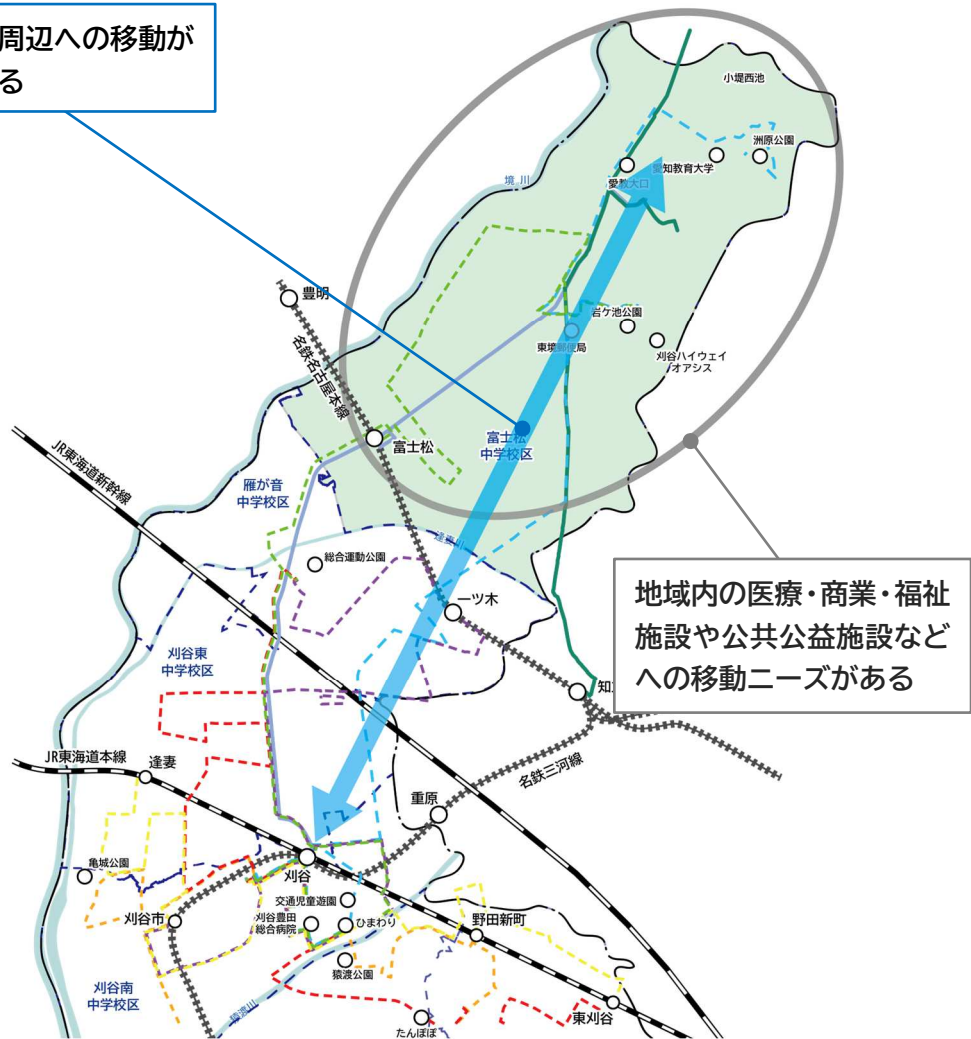 周辺への移動が
る
小堤西池
洲原公園
愛知教育大学
愛教大口
境川
豊明
名鉄名古屋本線
岩ケ池公園
東境郵便局
刈谷ハイウェイ
オアシス
富士松
富士松
中学校区
JR東海道新幹線
雁が音
中学校区
逢妻川
総合運動公園
一ツ木
地域内の医療・商業・福祉
施設や公共公益施設など
への移動ニーズがある
刈谷東
中学校区
知
JR東海道本線
逢妻
名鉄三河線
重原
刈谷
亀城公園
交通児童遊園
刈谷市
刈谷豊田
総合病院
ひまわり
野田新町
猿渡公園
刈谷南
中学校区
猿渡川
たんぽぽ
東刈谷